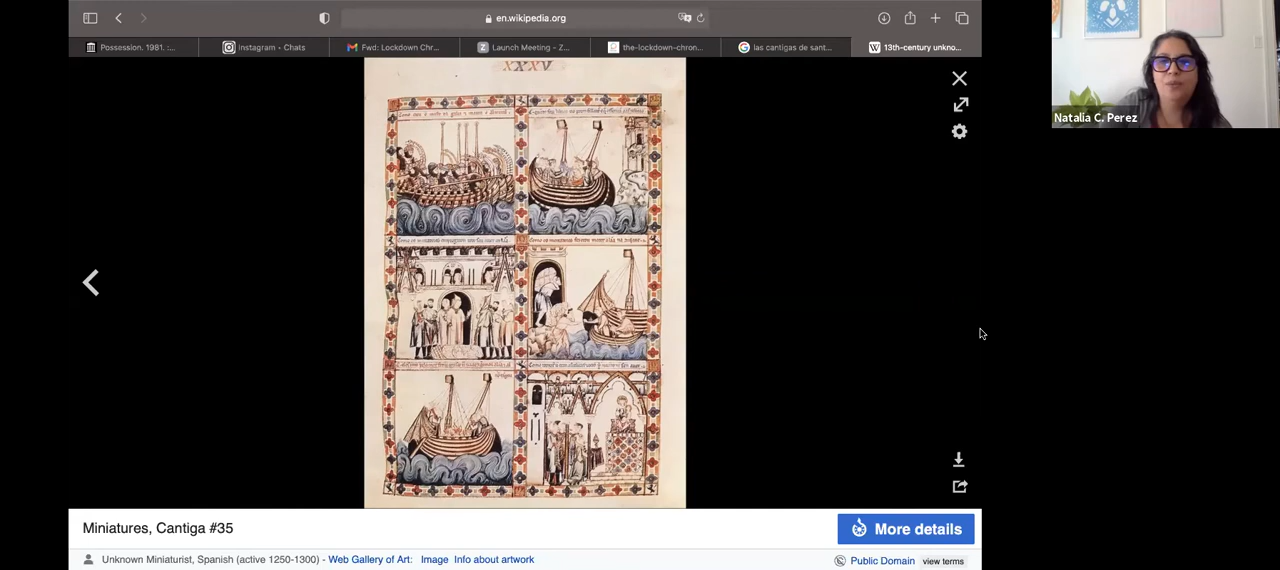 en.wikipedia.org
Possession. 1981. :...
Instagram • Chats
Fwd: Lockdown Chr...
Launch Meeting - Z...
the-lockdown-chron...
las cantigas de sant...
13th-century unkno...
XXXV
Natalia C. Perez
Miniatures, Cantiga #35
More details
Unknown Miniaturist, Spanish (active 1250-1300) - Web Gallery of Art: Image Info about artwork
Public Domain view terms